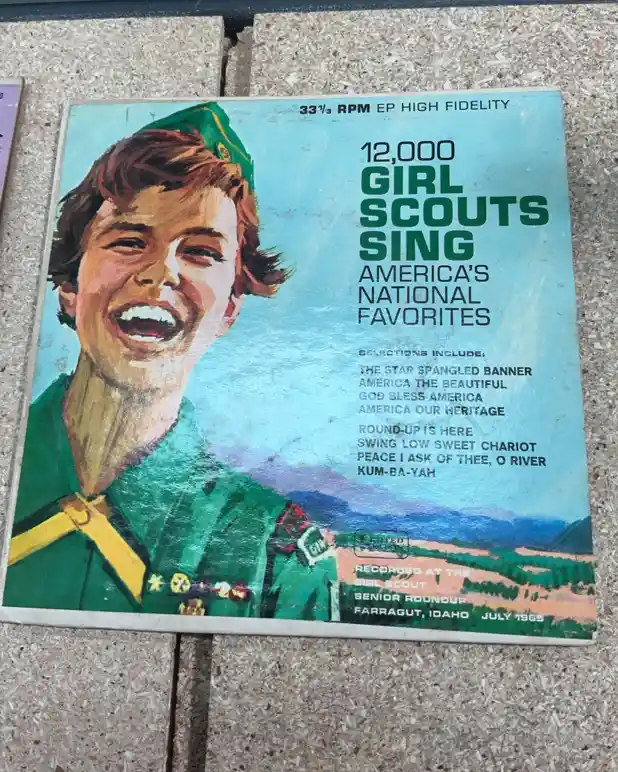 33⅓ RPM EP HIGH FIDELITY
12,000
GIRL
SCOUTS
SING
AMERICA'S
NATIONAL
FAVORITES
SELECTIONS INCLUDE:
THE STAR SPANGLED BANNER
AMERICA THE BEAUTIFUL
GOD BLESS AMERICA
AMERICA OUR HERITAGE
ROUND-UP IS HERE
SWING LOW SWEET CHARIOT
PEACE I ASK OF THEE, O RIVER
KUM-BA-YAH
RECORDED AT THE
GIRL SCOUT
SENIOR ROUNDUP
FARRAGUT, IDAHO JULY 1965